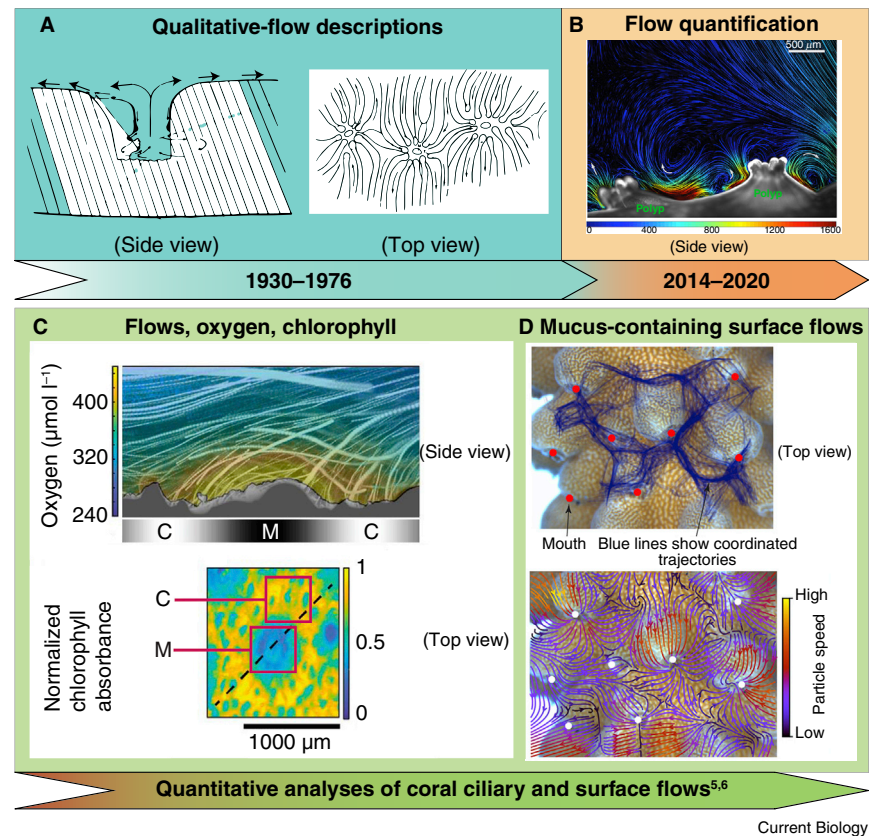 A
Qualitative-flow descriptions
(Side view)
(Top view)
B
Flow quantification
500 µm
Polyp
Polyp
0 400 800 1200 1600
(Side view)
1930–1976
2014–2020
C
Flows, oxygen, chlorophyll
Oxygen (µmol l⁻¹)
400
320
240
(Side view)
C M C
Normalized
chlorophyll
absorbance
C
M
1
0.5
0
(Top view)
1000 µm
D Mucus-containing surface flows
(Top view)
Mouth
Blue lines show coordinated
trajectories
High
Particle speed
Low
Quantitative analyses of coral ciliary and surface flows⁵,⁶
Current Biology